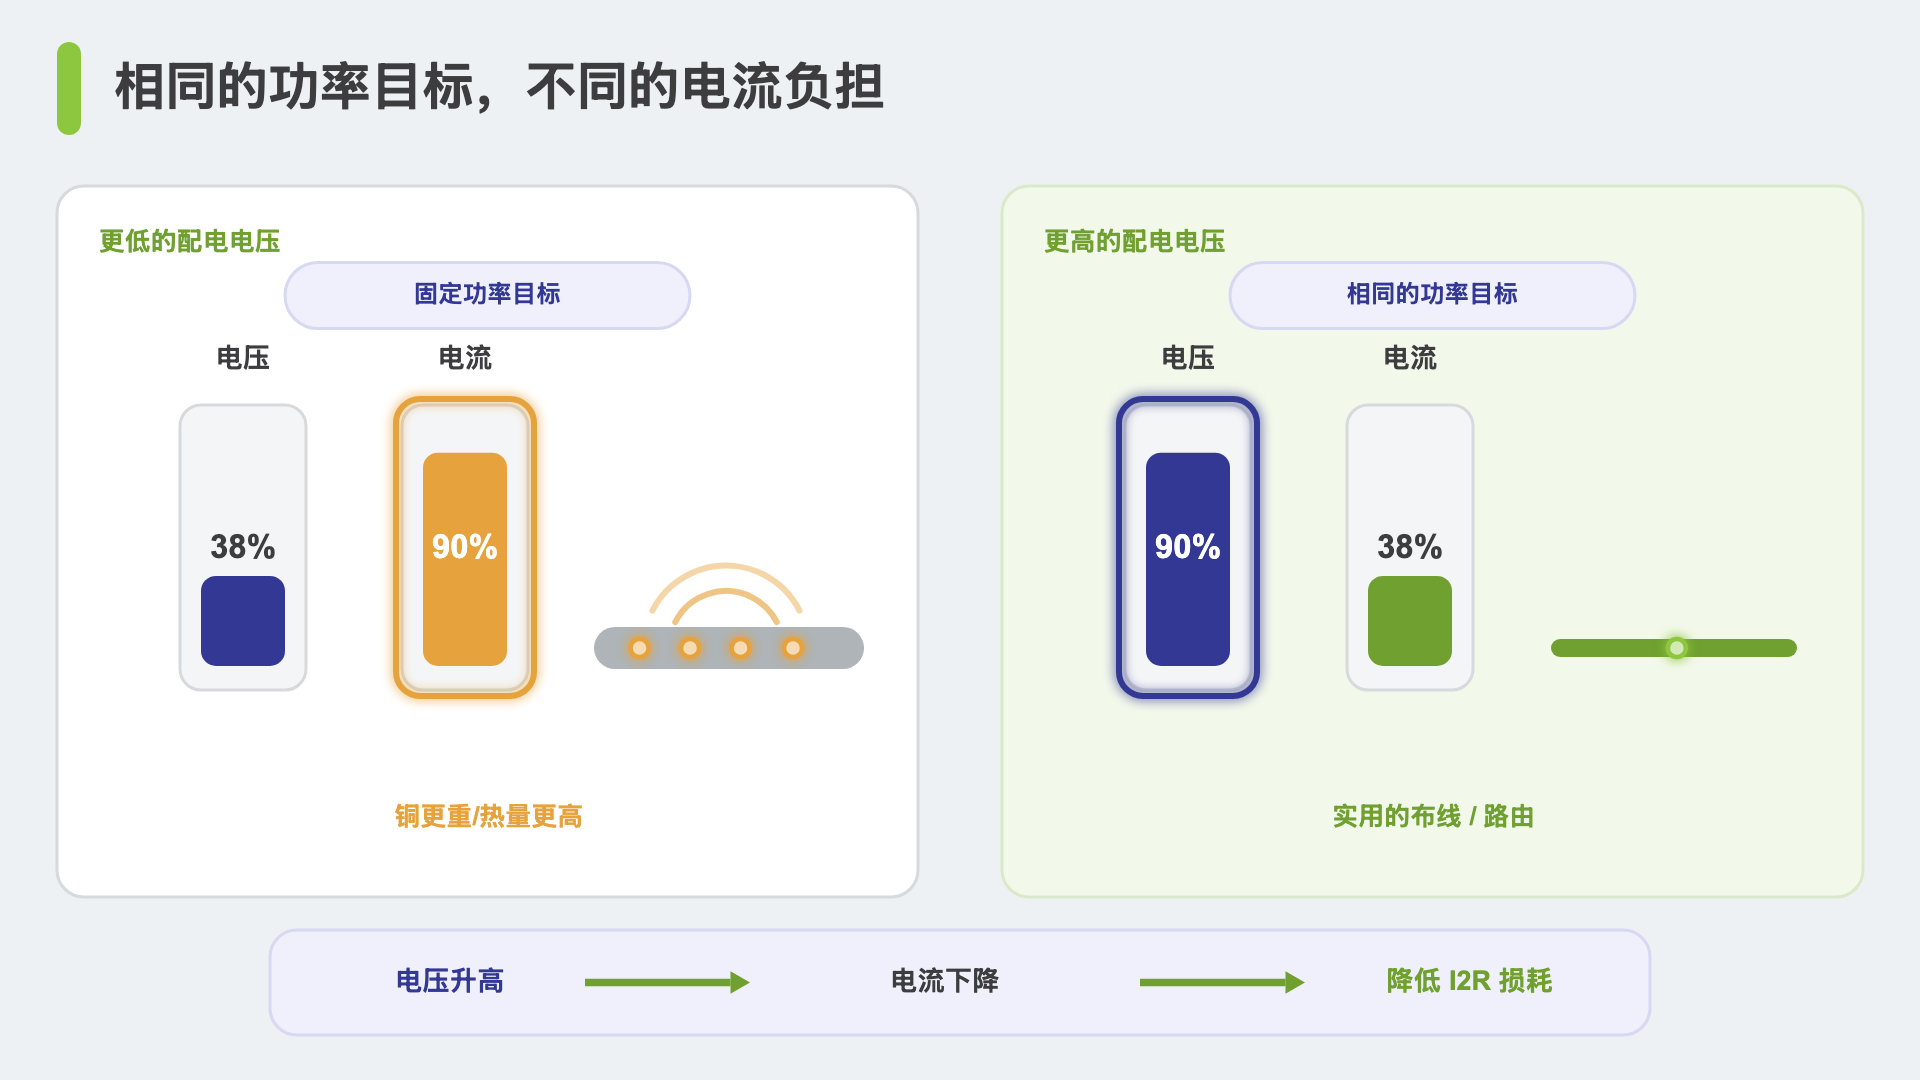 相同的功率目标，不同的电流负担
更低的配电电压
固定功率目标
电压
电流
38%
90%
铜更重/热量更高
更高的配电电压
相同的功率目标
电压
电流
90%
38%
实用的布线 / 路由
电压升高
电流下降
降低 I2R 损耗